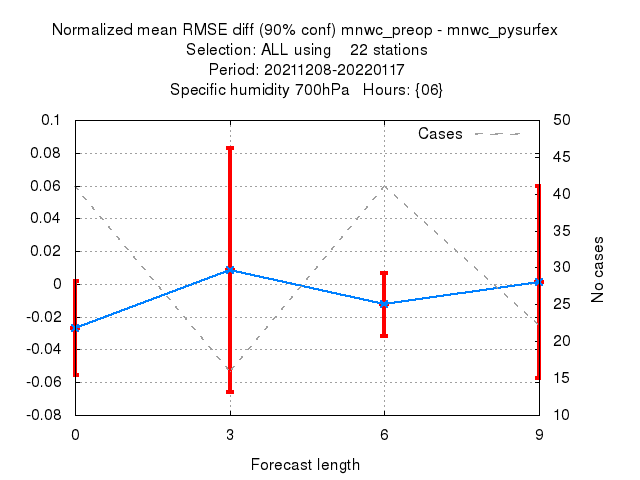 Normalized mean RMSE diff (90% conf) mnwc_preop - mnwc_pysurfex
Selection: ALL using    22 stations
Period: 20211208-20220117
Specific humidity 700hPa   Hours: {06}
Cases
0.1
0.08
0.06
0.04
0.02
0
-0.02
-0.04
-0.06
-0.08
50
45
40
35
30
25
20
15
10
No cases
0 3 6 9
Forecast length